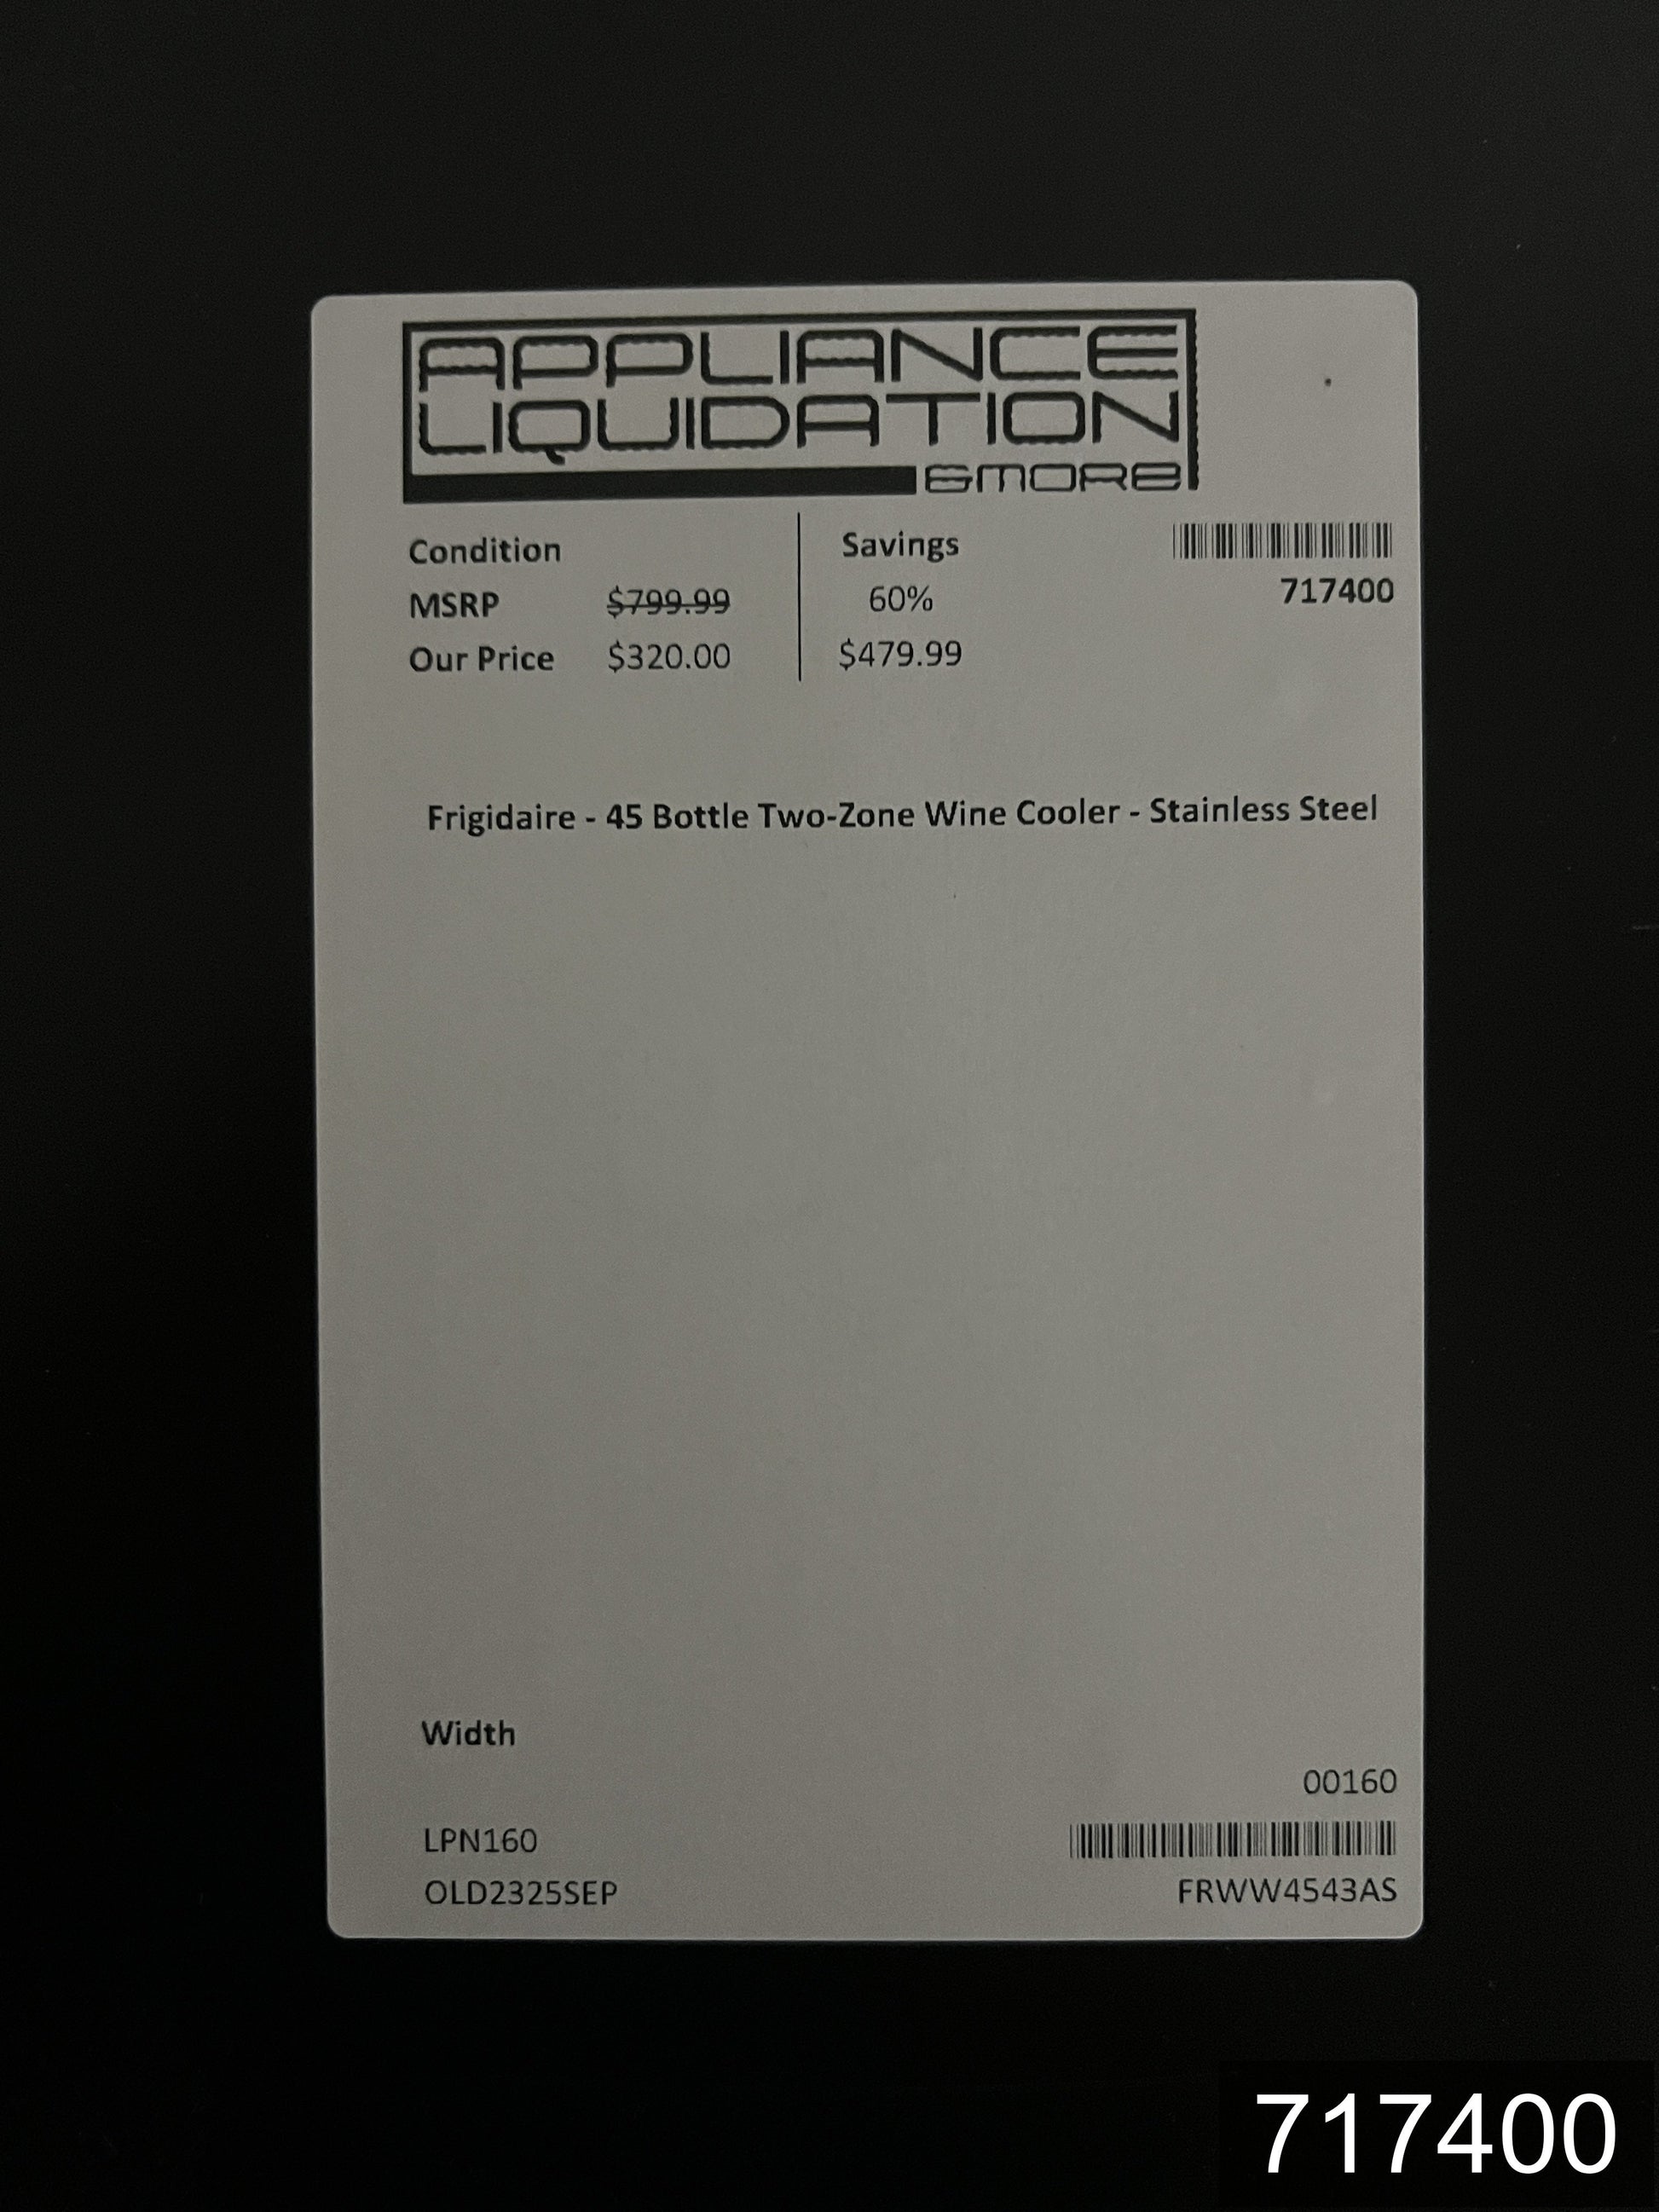 APPLIANCE
LIQUIDATION
&MORE
Condition
MSRP $799.99
Our Price $320.00
Savings
60%
$479.99
717400
Frigidaire - 45 Bottle Two-Zone Wine Cooler - Stainless Steel
Width
00160
LPN160
OLD2325SEP
FRWW4543AS
717400